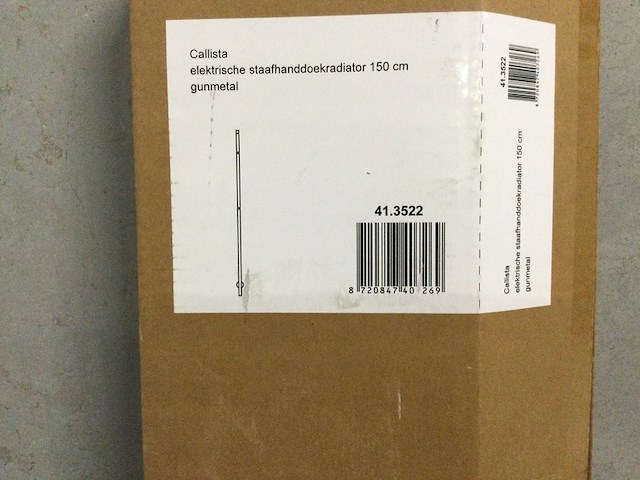 Callista
elektrische staafhanddoekradiator 150 cm
gunmetal
41.3522
8 720847 40 269
41.3522
Callista
elektrische staafhanddoekradiator 150 cm
gunmetal